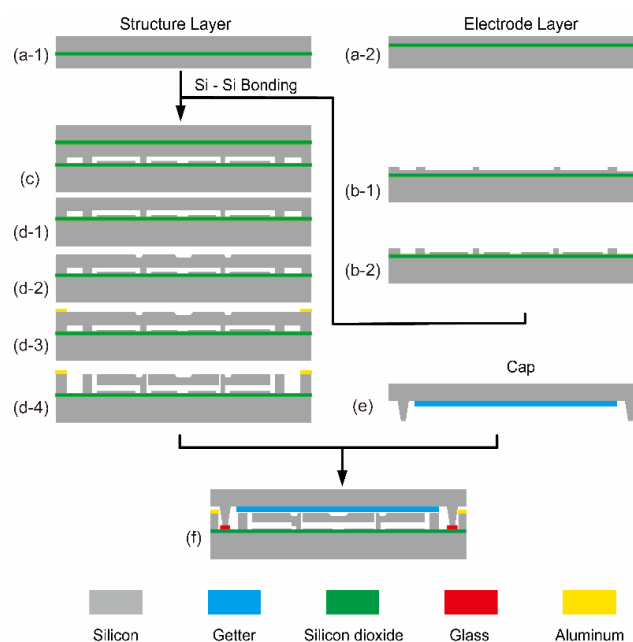 Structure Layer
Electrode Layer
(a-1)
(a-2)
Si - Si Bonding
(c)
(b-1)
(d-1)
(b-2)
(d-2)
(d-3)
Cap
(d-4)
(e)
(f)
Silicon
Getter
Silicon dioxide
Glass
Aluminum